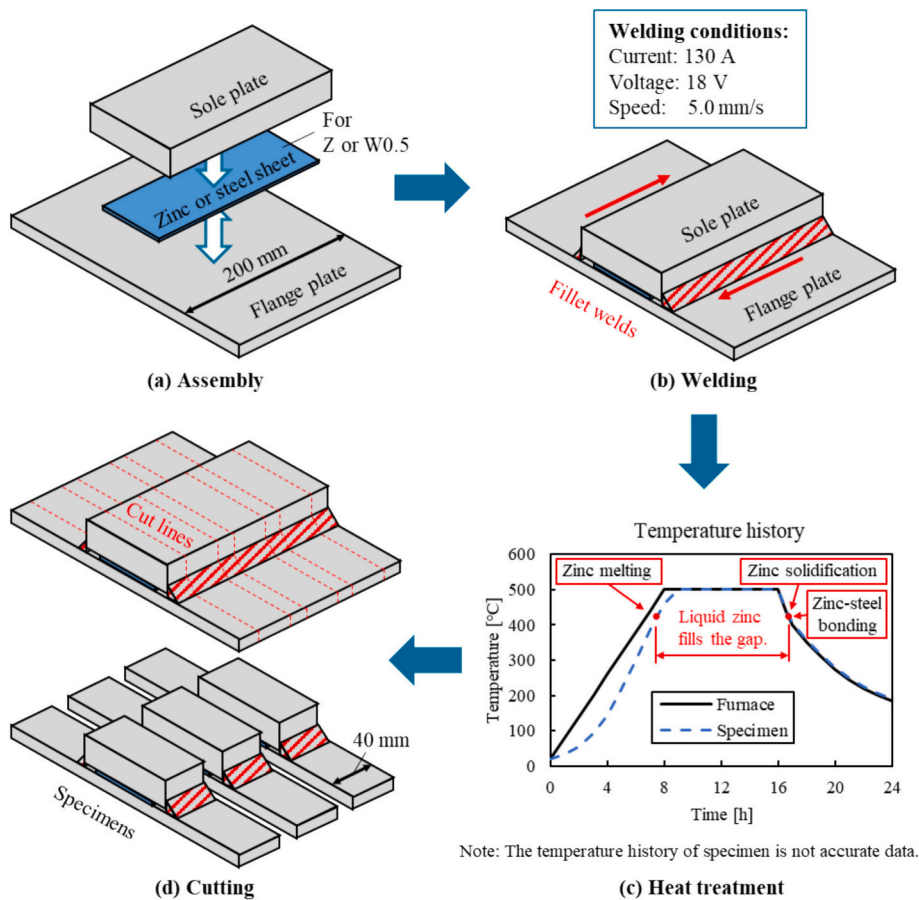 Sole plate
For
Z or W0.5
Zinc or steel sheet
200 mm
Flange plate
(a) Assembly
Welding conditions:
Current: 130 A
Voltage: 18 V
Speed: 5.0 mm/s
Sole plate
Flange plate
Fillet welds
(b) Welding
Temperature history
Temperature [°C]
600
500
400
300
200
100
0
Zinc melting
Zinc solidification
Zinc-steel
bonding
Liquid zinc
fills the gap.
Furnace
Specimen
0 4 8 12 16 20 24
Time [h]
Note: The temperature history of specimen is not accurate data.
(c) Heat treatment
Cut lines
40 mm
Specimens
(d) Cutting